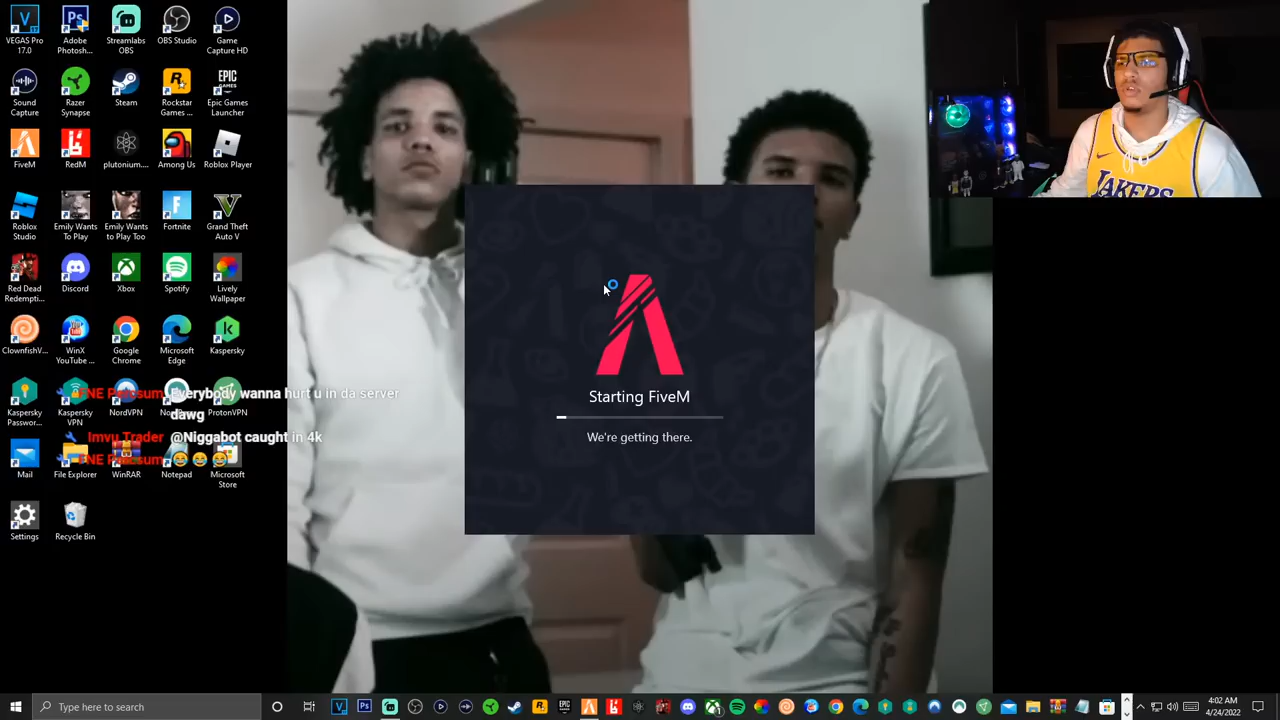 VEGAS Pro 17.0
Adobe Photosh...
Streamlabs OBS
OBS Studio
Game Capture HD
Sound Capture
Razer Synapse
Steam
Rockstar Games ...
EPIC GAMES
Epic Games Launcher
FiveM
RedM
plutonium....
Among Us
Roblox Player
Roblox Studio
Emily Wants To Play
Emily Wants to Play Too
Fortnite
Grand Theft Auto V
Red Dead Redempti...
Discord
Xbox
Spotify
Lively Wallpaper
ClownfishV...
WinX YouTube ...
Google Chrome
Microsoft Edge
Kaspersky
Kaspersky Passwor...
Kaspersky VPN
NordVPN
ProtonVPN
Everybody wanna hurt u in da server
dawg
Imvu Trader @Niggabot caught in 4k
Mail
File Explorer
WinRAR
Notepad
Microsoft Store
Settings
Recycle Bin
Starting FiveM
We're getting there.
LAKERS
Type here to search
4:02 AM
4/24/2022